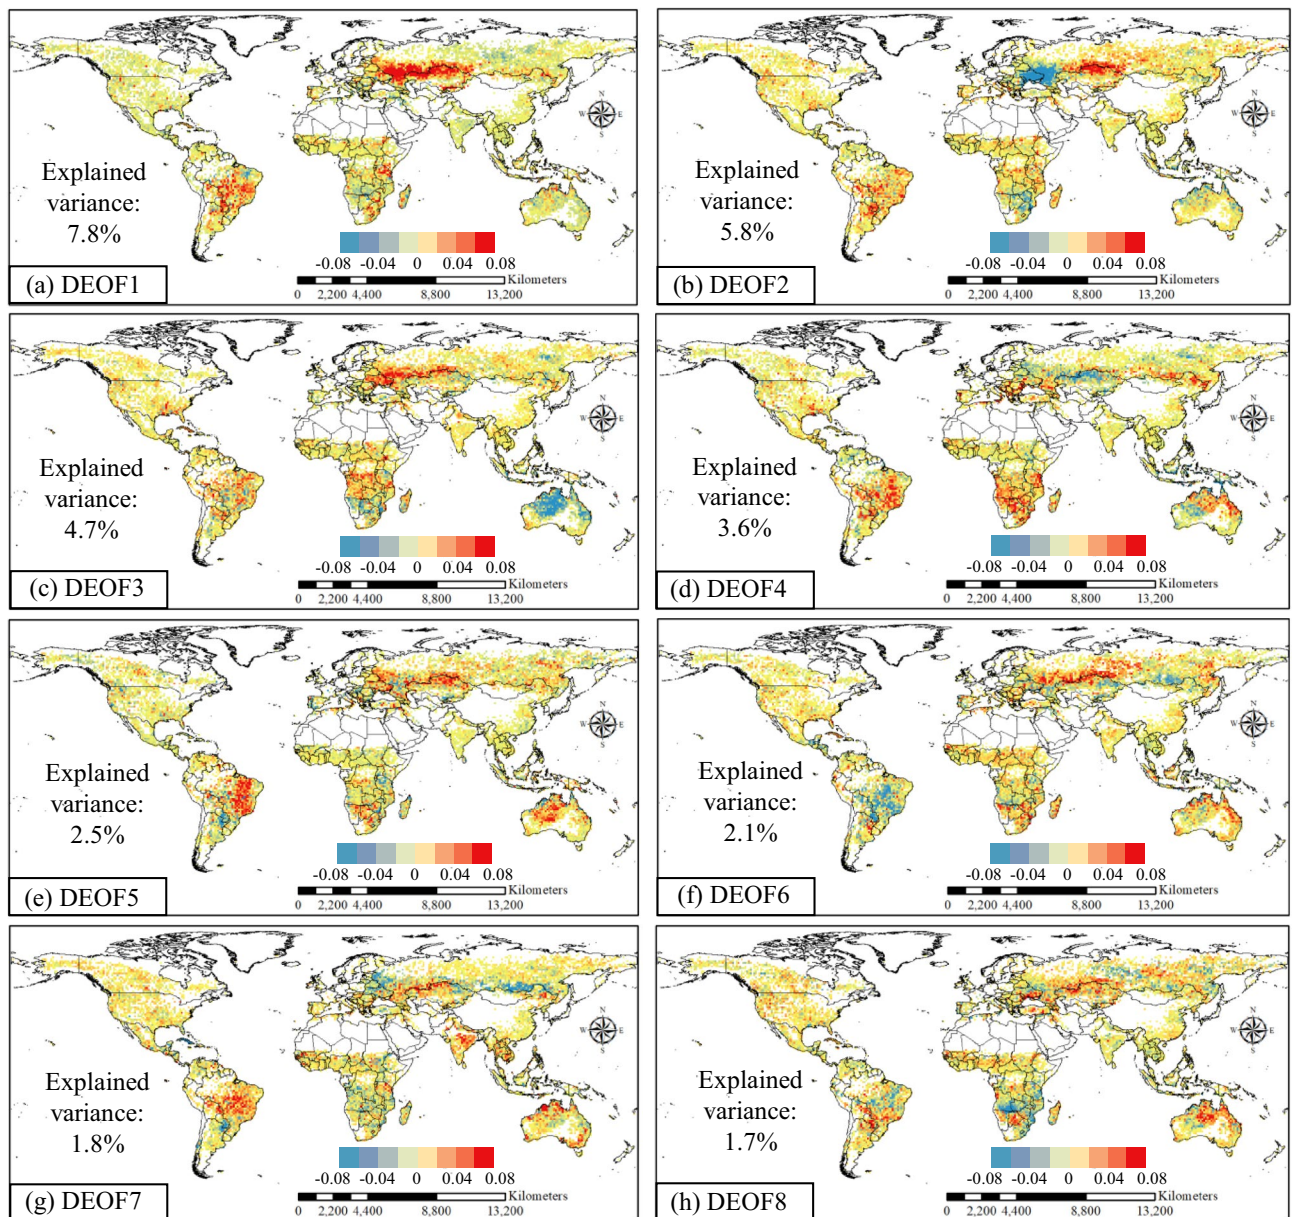 N
W E
S
Explained
variance:
7.8%
-0.08 -0.04 0 0.04 0.08
Kilometers
0 2,200 4,400 8,800 13,200
(a) DEOF1
N
W E
S
Explained
variance:
5.8%
-0.08 -0.04 0 0.04 0.08
Kilometers
0 2,200 4,400 8,800 13,200
(b) DEOF2
N
W E
S
Explained
variance:
4.7%
-0.08 -0.04 0 0.04 0.08
Kilometers
0 2,200 4,400 8,800 13,200
(c) DEOF3
N
W E
S
Explained
variance:
3.6%
-0.08 -0.04 0 0.04 0.08
Kilometers
0 2,200 4,400 8,800 13,200
(d) DEOF4
N
W E
S
Explained
variance:
2.5%
-0.08 -0.04 0 0.04 0.08
Kilometers
0 2,200 4,400 8,800 13,200
(e) DEOF5
N
W E
S
Explained
variance:
2.1%
-0.08 -0.04 0 0.04 0.08
Kilometers
0 2,200 4,400 8,800 13,200
(f) DEOF6
N
W E
S
Explained
variance:
1.8%
-0.08 -0.04 0 0.04 0.08
Kilometers
0 2,200 4,400 8,800 13,200
(g) DEOF7
N
W E
S
Explained
variance:
1.7%
-0.08 -0.04 0 0.04 0.08
Kilometers
0 2,200 4,400 8,800 13,200
(h) DEOF8